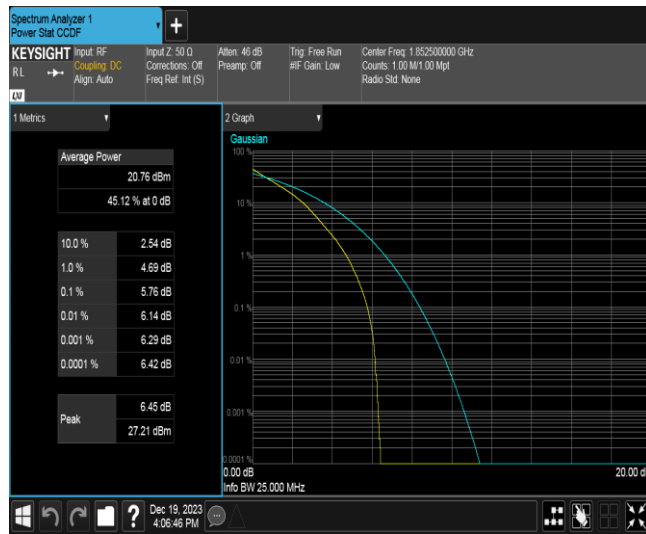 Spectrum Analyzer 1
Power Stat CCDF
KEYSIGHT
Input: RF
Coupling: DC
Align: Auto
R L
LXI
Input Z: 50 Ω
Corrections: Off
Freq Ref: Int (S)
Atten: 46 dB
Preamp: Off
Trig: Free Run
#IF Gain: Low
Center Freq: 1.852500000 GHz
Counts: 1.00 M/1.00 Mpt
Radio Std: None
1 Metrics
Average Power
20.76 dBm
45.12 % at 0 dB
10.0 % 2.54 dB
1.0 % 4.69 dB
0.1 % 5.76 dB
0.01 % 6.14 dB
0.001 % 6.29 dB
0.0001 % 6.42 dB
Peak
6.45 dB
27.21 dBm
2 Graph
Gaussian
100 %
10 %
1 %
0.1 %
0.01 %
0.001 %
0.0001 %
0.00 dB
20.00 d
Info BW 25.000 MHz
Dec 19, 2023
4:06:46 PM